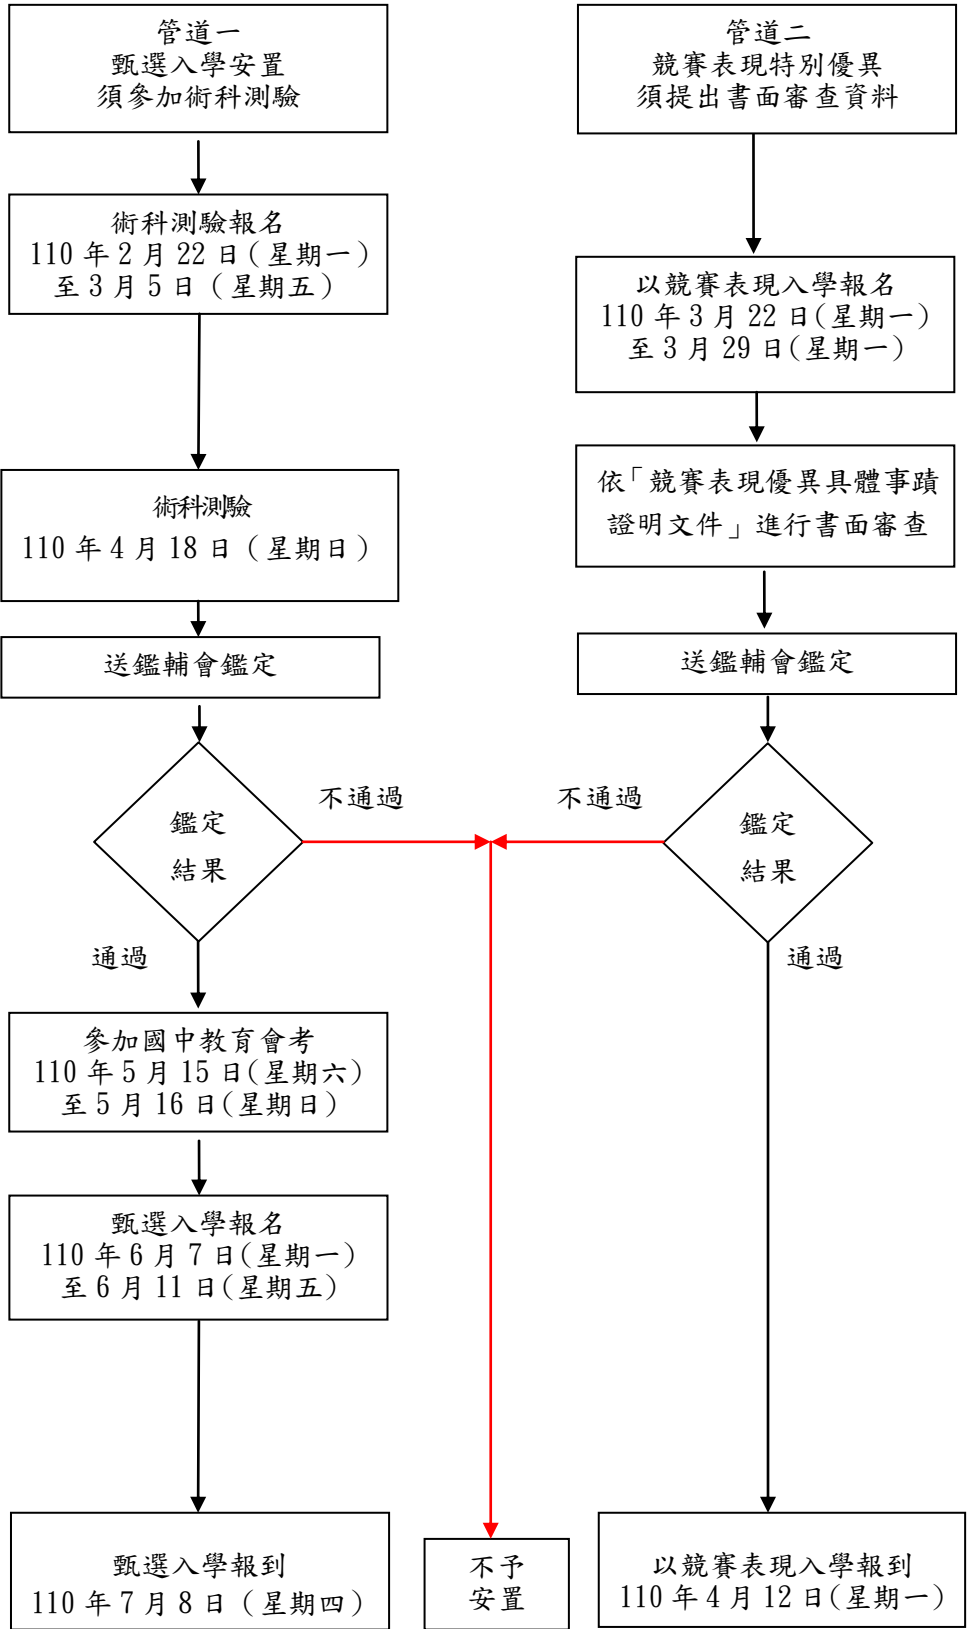 管道一
甄選入學安置
須參加術科測驗
術科測驗報名
110 年 2 月 22 日（星期一）
至 3 月 5 日（星期五）
術科測驗
110 年 4 月 18 日（星期日）
送鑑輔會鑑定
鑑定
結果
不通過
通過
參加國中教育會考
110 年 5 月 15 日(星期六)
至 5 月 16 日(星期日)
甄選入學報名
110 年 6 月 7 日(星期一)
至 6 月 11 日(星期五)
甄選入學報到
110 年 7 月 8 日（星期四）
管道二
競賽表現特別優異
須提出書面審查資料
以競賽表現入學報名
110 年 3 月 22 日(星期一)
至 3 月 29 日(星期一)
依「競賽表現優異具體事蹟
證明文件」進行書面審查
送鑑輔會鑑定
鑑定
結果
不通過
通過
不予
安置
以競賽表現入學報到
110 年 4 月 12 日(星期一)